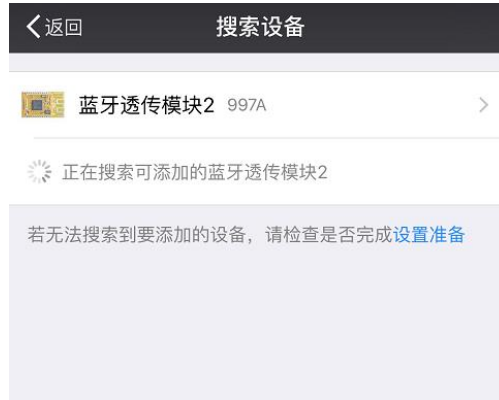 返回 搜索设备
蓝牙透传模块2 997A
正在搜索可添加的蓝牙透传模块2
若无法搜索到要添加的设备，请检查是否完成设置准备